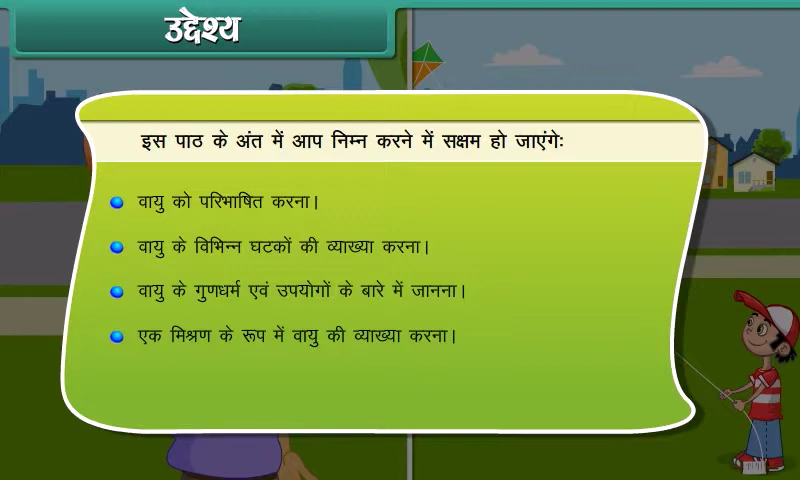 उद्देश्य
इस पाठ के अंत में आप निम्न करने में सक्षम हो जाएंगे:
वायु को परिभाषित करना।
वायु के विभिन्न घटकों की व्याख्या करना।
वायु के गुणधर्म एवं उपयोगों के बारे में जानना।
एक मिश्रण के रूप में वायु की व्याख्या करना।